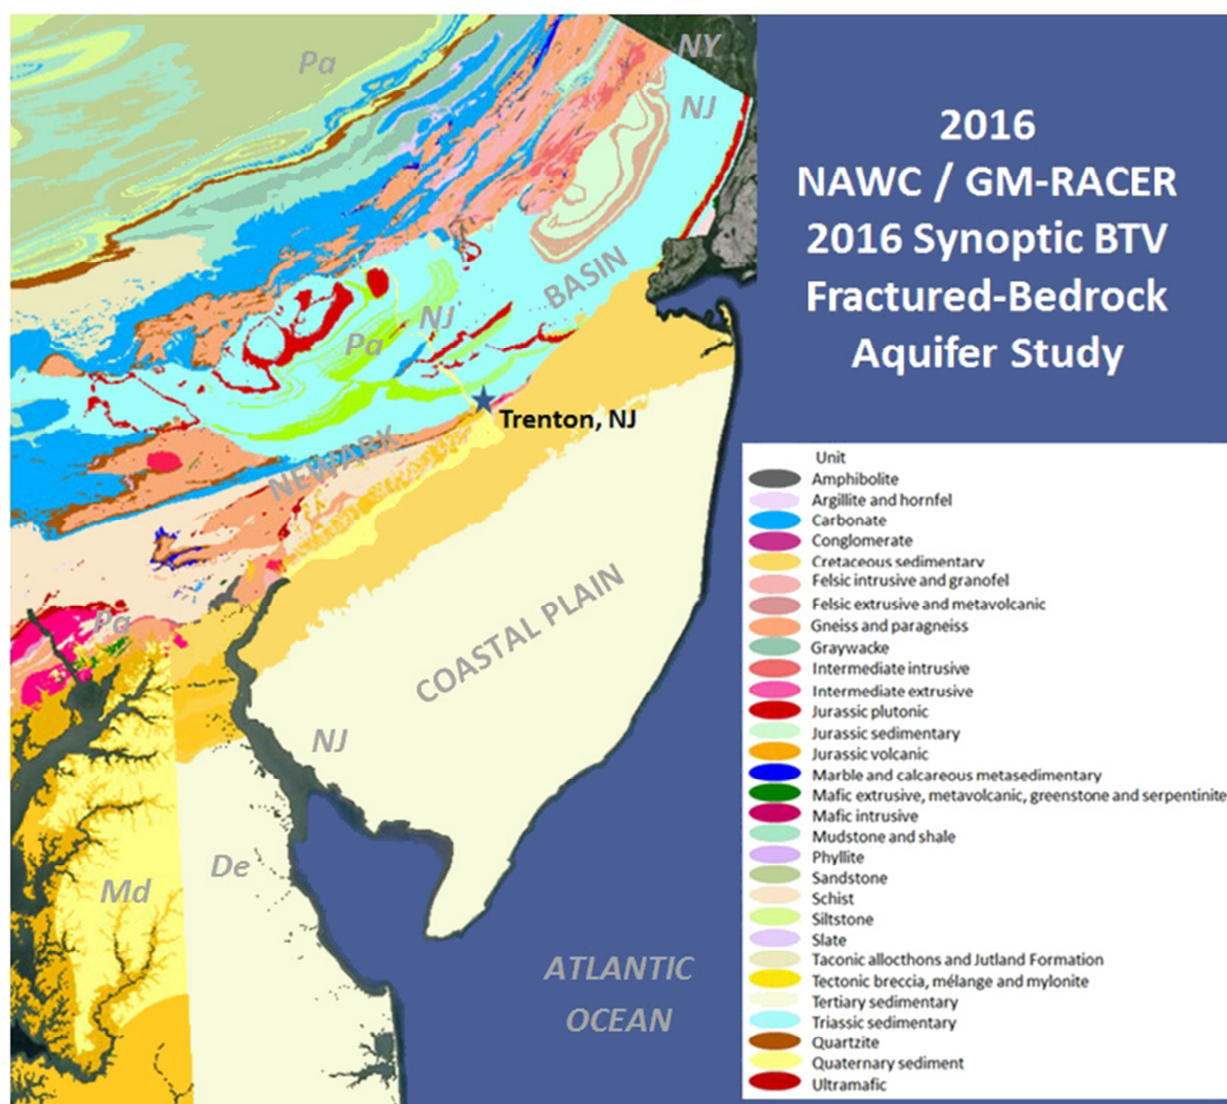 Pa
NY
NJ
2016
NAWC / GM-RACER
2016 Synoptic BTV
Fractured-Bedrock
Aquifer Study
BASIN
NJ
Pa
Trenton, NJ
NEWARK
COASTAL PLAIN
Pa
NJ
De
Md
ATLANTIC
OCEAN
Unit
Amphibolite
Argillite and hornfel
Carbonate
Conglomerate
Cretaceous sedimentary
Felsic intrusive and granofel
Felsic extrusive and metavolcanic
Gneiss and paragneiss
Graywacke
Intermediate intrusive
Intermediate extrusive
Jurassic plutonic
Jurassic sedimentary
Jurassic volcanic
Marble and calcareous metasedimentary
Mafic extrusive, metavolcanic, greenstone and serpentinite
Mafic intrusive
Mudstone and shale
Phyllite
Sandstone
Schist
Siltstone
Slate
Taconic allocthons and Jutland Formation
Tectonic breccia, mélange and mylonite
Tertiary sedimentary
Triassic sedimentary
Quartzite
Quaternary sediment
Ultramafic